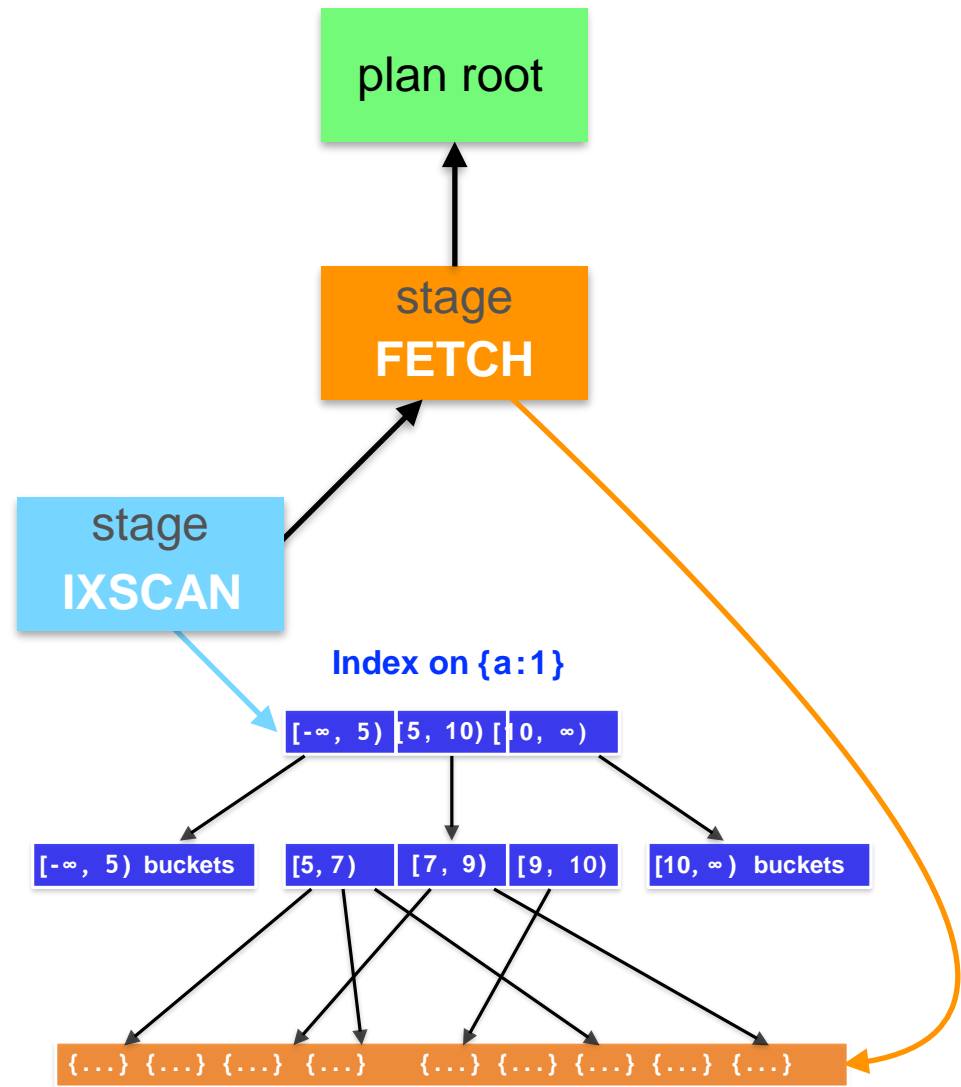 plan root
stage
FETCH
stage
IXSCAN
Index on {a:1}
[-∞, 5) [5, 10) [10, ∞)
[-∞, 5) buckets [5, 7) [7, 9) [9, 10) [10, ∞) buckets
{...} {...} {...} {...} {...} {...} {...} {...} {...}